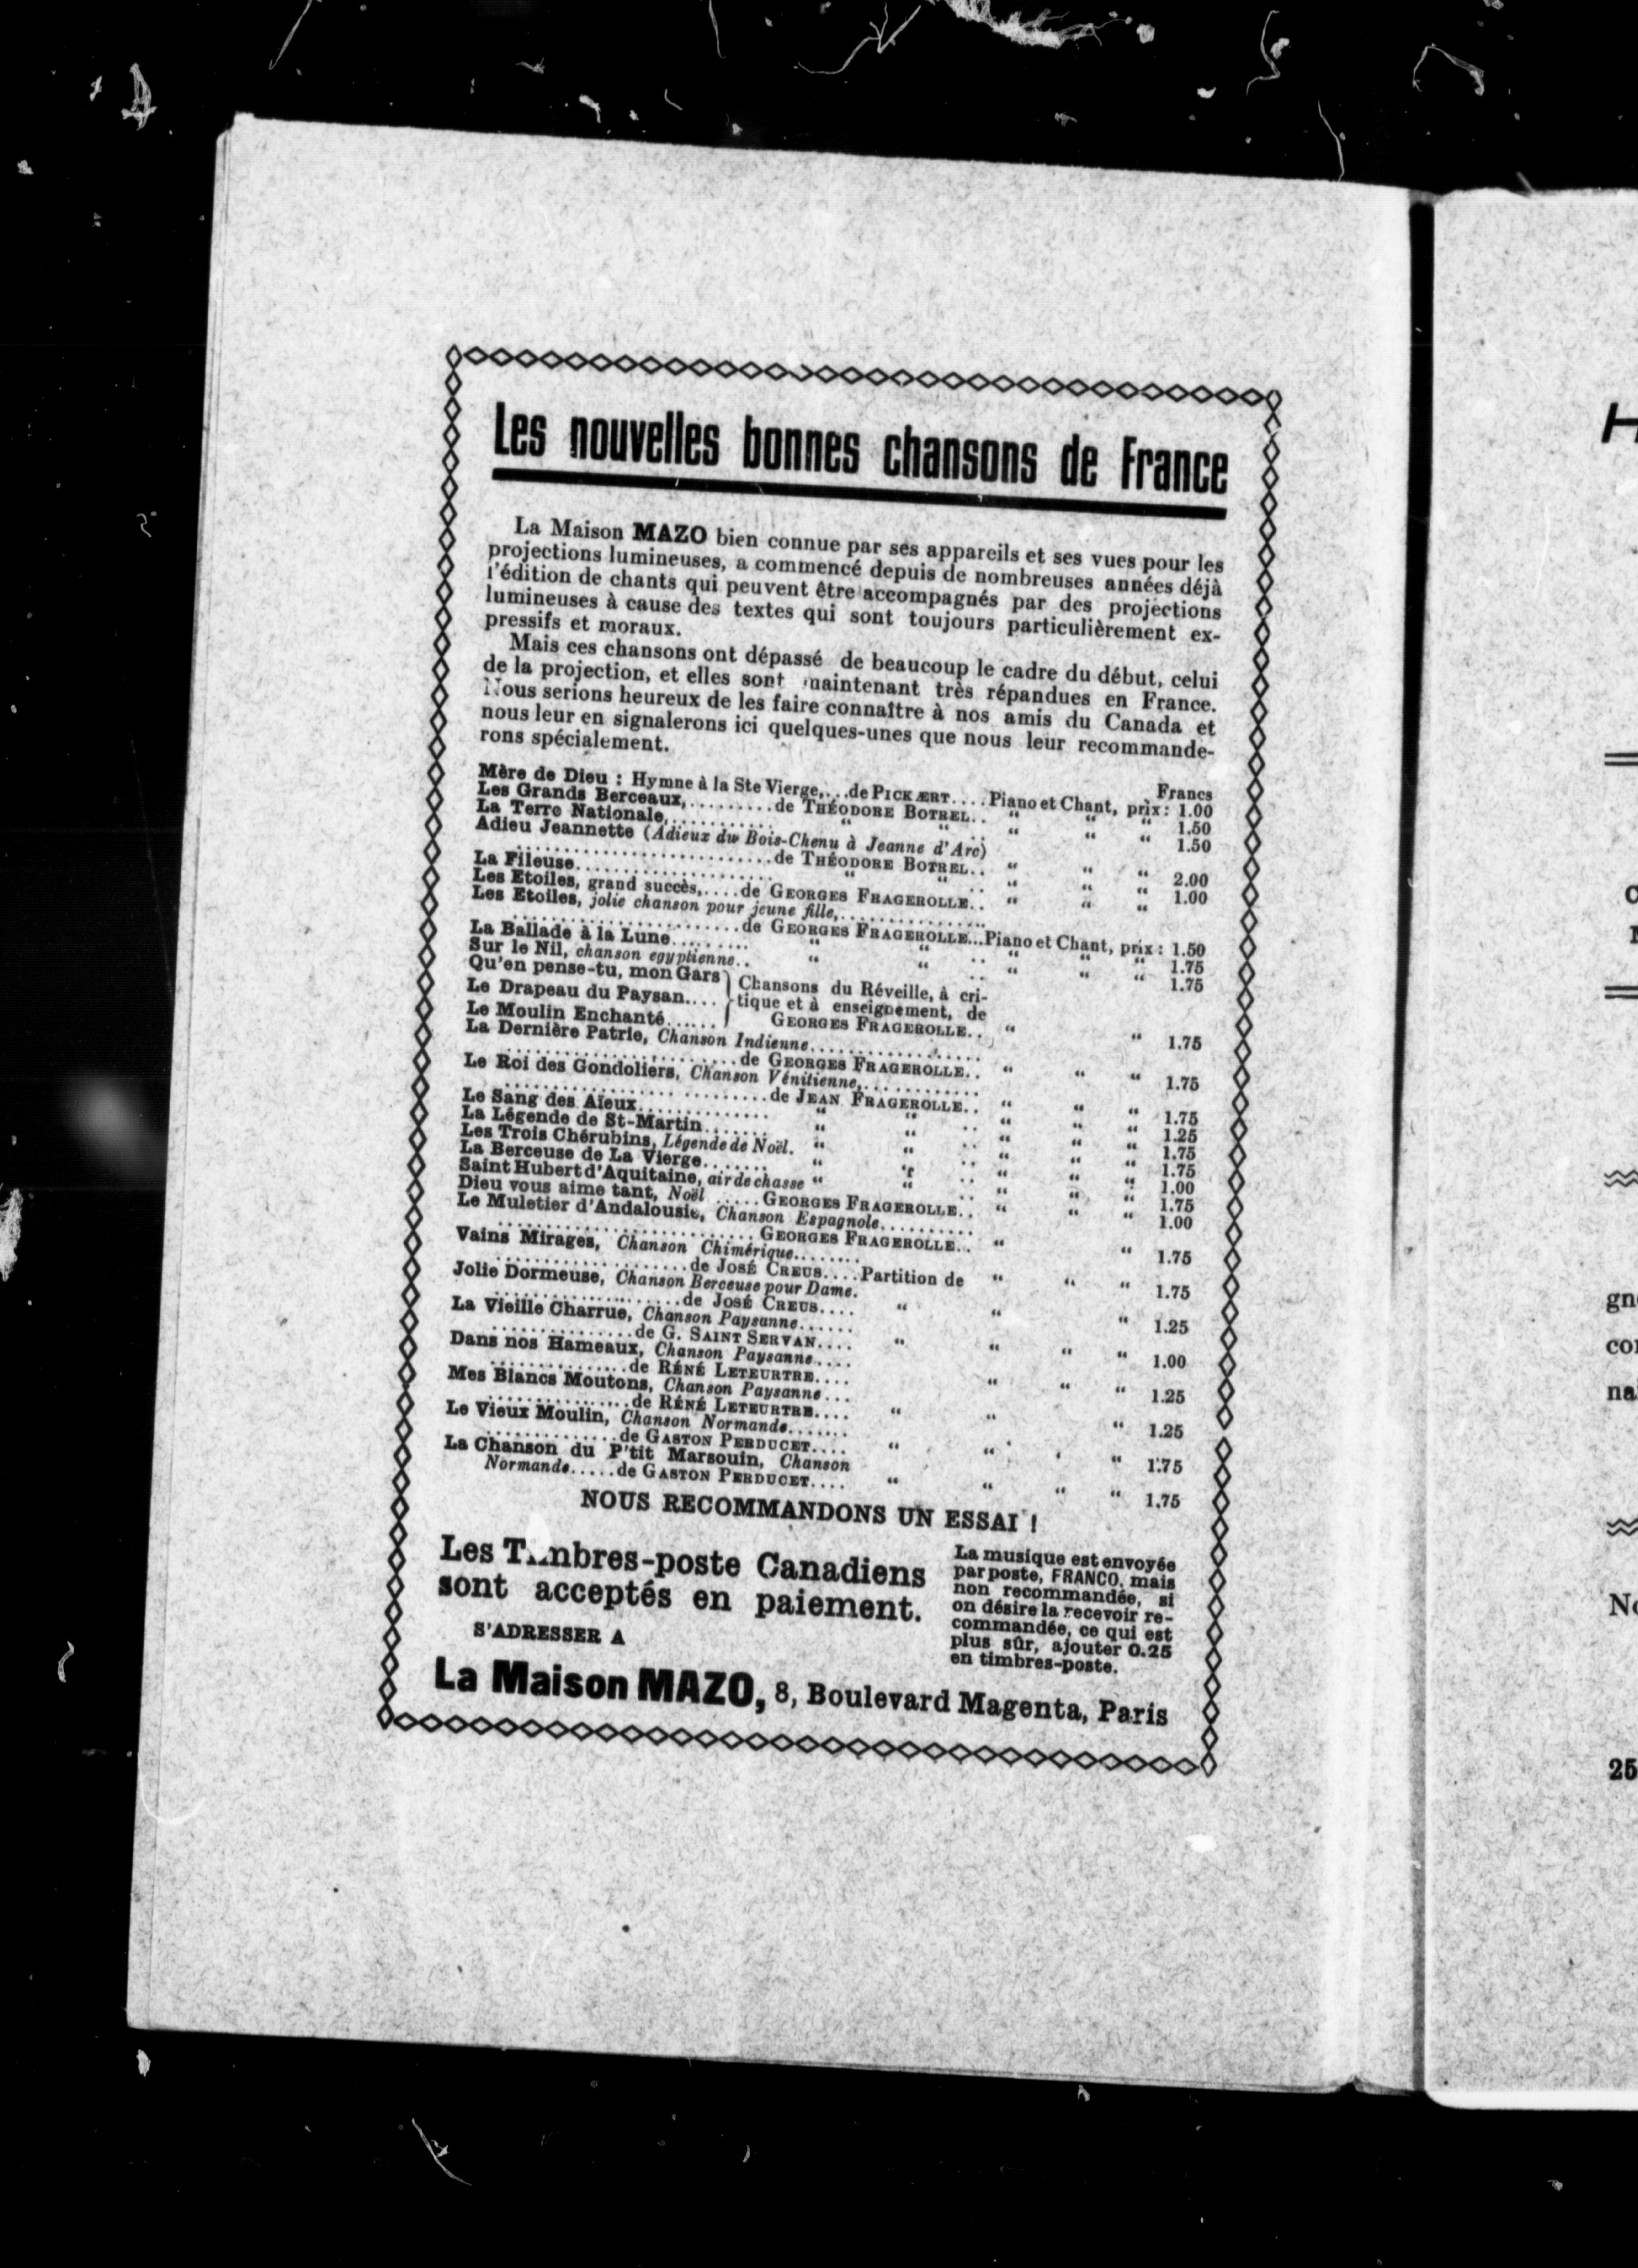 Les nouvelles bonnes chansons de France
La Maison MAZO bien connue par ses appareils et ses vues pour les
projections lumineuses, a commencé depuis de nombreuses années déjà
l'édition de chants qui peuvent être accompagnés par des projections
lumineuses à cause des textes qui sont toujours particulièrement ex-
pressifs et moraux.
Mais ces chansons ont dépassé de beaucoup le cadre du début, celui
de la projection, et elles sont maintenant très répandues en France.
Nous serions heureux de les faire connaître à nos amis du Canada et
nous leur en signalerons ici quelques-unes que nous leur recommande-
rons spécialement.
Francs
Mère de Dieu : Hymne à la Ste Vierge,...de PICKÆRT....Piano et Chant, prix: 1.00
Les Grands Berceaux,.........de THÉODORE BOTREL.. " " " 1.50
La Terre Nationale,............ " " .. " " " 1.50
Adieu Jeannette (Adieux du Bois-Chenu à Jeanne d'Arc)
............................de THÉODORE BOTREL.. " " " 2.00
La Fileuse..................... " " .. " " " 1.00
Les Etoiles, grand succès,....de GEORGES FRAGEROLLE.. " " "
Les Etoiles, jolie chanson pour jeune fille,................
.........................de GEORGES FRAGEROLLE...Piano et Chant, prix : 1.50
La Ballade à la Lune......... " " .. " " " 1.75
Sur le Nil, chanson egyptienne.. " " .. " " " 1.75
Qu'en pense-tu, mon Gars } Chansons du Réveille, à cri-
Le Drapeau du Paysan.... } tique et à enseignement, de
Le Moulin Enchanté...... } GEORGES FRAGEROLLE.. " " 1.75
La Dernière Patrie, Chanson Indienne...................
.........................de GEORGES FRAGEROLLE.. " " " 1.75
Le Roi des Gondoliers, Chanson Vénitienne,.............
............................de JEAN FRAGEROLLE.. " " " 1.75
Le Sang des Aïeux.............. " " .. " " " 1.25
La Légende de St-Martin....... " " .. " " " 1.75
Les Trois Chérubins, Légende de Noël. " " .. " " " 1.75
La Berceuse de La Vierge....... " " .. " " " 1.00
Saint Hubert d'Aquitaine, air de chasse " " .. " " " 1.75
Dieu vous aime tant, Noël .....GEORGES FRAGEROLLE.. " " " 1.00
Le Muletier d'Andalousie, Chanson Espagnole..........
............................GEORGES FRAGEROLLE... " " 1.75
Vains Mirages, Chanson Chimérique.......
.....................de JOSÉ CREUS....Partition de " " " 1.75
Jolie Dormeuse, Chanson Berceuse pour Dame.
.....................de JOSÉ CREUS.... " " " 1.25
La Vieille Charrue, Chanson Paysanne......
................de G. SAINT SERVAN.... " " " " 1.00
Dans nos Hameaux, Chanson Paysanne....
...............de RÉNÉ LETEURTRE.... " " " 1.25
Mes Blancs Moutons, Chanson Paysanne...
................de RÉNÉ LETEURTRE.... " " " 1.25
Le Vieux Moulin, Chanson Normande.......
..............de GASTON PERDUCET.... " " " 1.75
La Chanson du P'tit Marsouin, Chanson
Normande.....de GASTON PERDUCET.... " " " " 1.75
NOUS RECOMMANDONS UN ESSAI !
Les Timbres-poste Canadiens
sont acceptés en paiement.
S'ADRESSER A
La musique est envoyée
par poste, FRANCO, mais
non recommandée, si
on désire la recevoir re-
commandée, ce qui est
plus sûr, ajouter 0.25
en timbres-poste.
La Maison MAZO, 8, Boulevard Magenta, Paris
gn
co
na
25